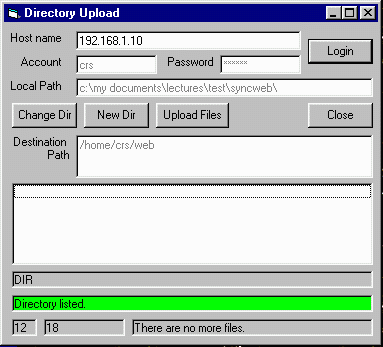 Directory Upload
Host name 192.168.1.10
Login
Account crs Password ******
Local Path c:\my documents\lectures\test\syncweb\
Change Dir New Dir Upload Files Close
Destination Path /home/crs/web
DIR
Directory listed.
12 18 There are no more files.